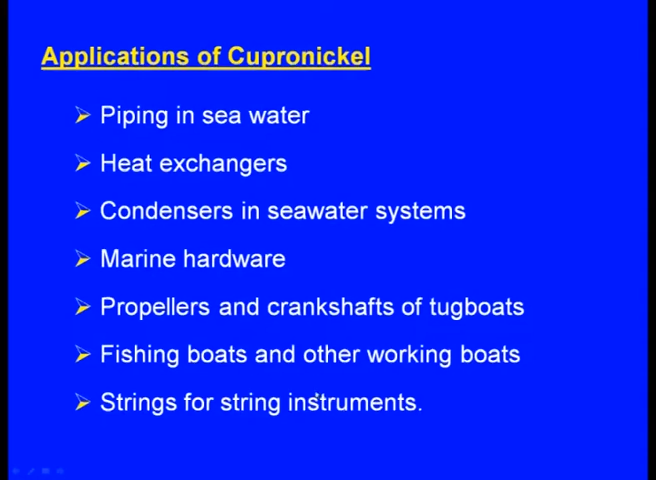 Applications of Cupronickel
Piping in sea water
Heat exchangers
Condensers in seawater systems
Marine hardware
Propellers and crankshafts of tugboats
Fishing boats and other working boats
Strings for string instruments.